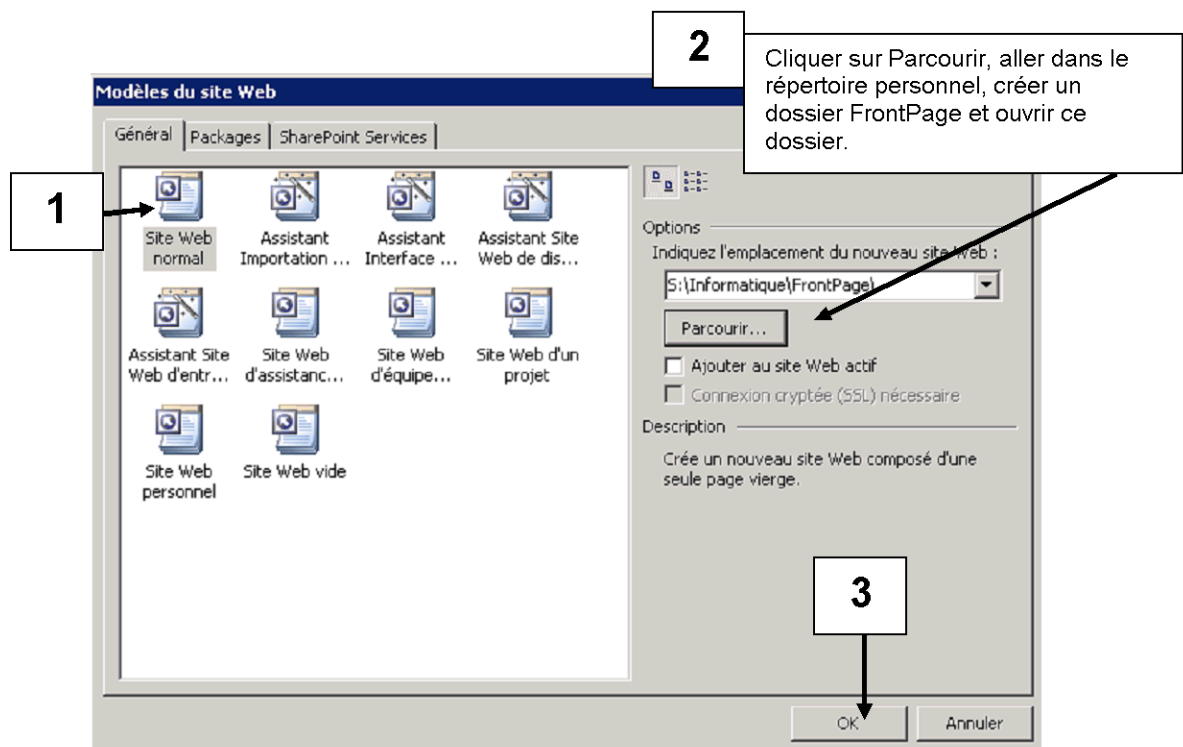 2
Cliquer sur Parcourir, aller dans le
répertoire personnel, créer un
dossier FrontPage et ouvrir ce
dossier.
Modèles du site Web
Général
Packages
SharePoint Services
1
Site Web
normal
Assistant
Importation ...
Assistant
Interface ...
Assistant Site
Web de dis...
Assistant Site
Web d'entr...
Site Web
d'assistanc...
Site Web
d'équipe...
Site Web d'un
projet
Site Web
personnel
Site Web vide
Options
Indiquez l'emplacement du nouveau site Web :
S:\Informatique\FrontPage\
Parcourir...
Ajouter au site Web actif
Connexion cryptée (SSL) nécessaire
Description
Crée un nouveau site Web composé d'une
seule page vierge.
3
OK
Annuler